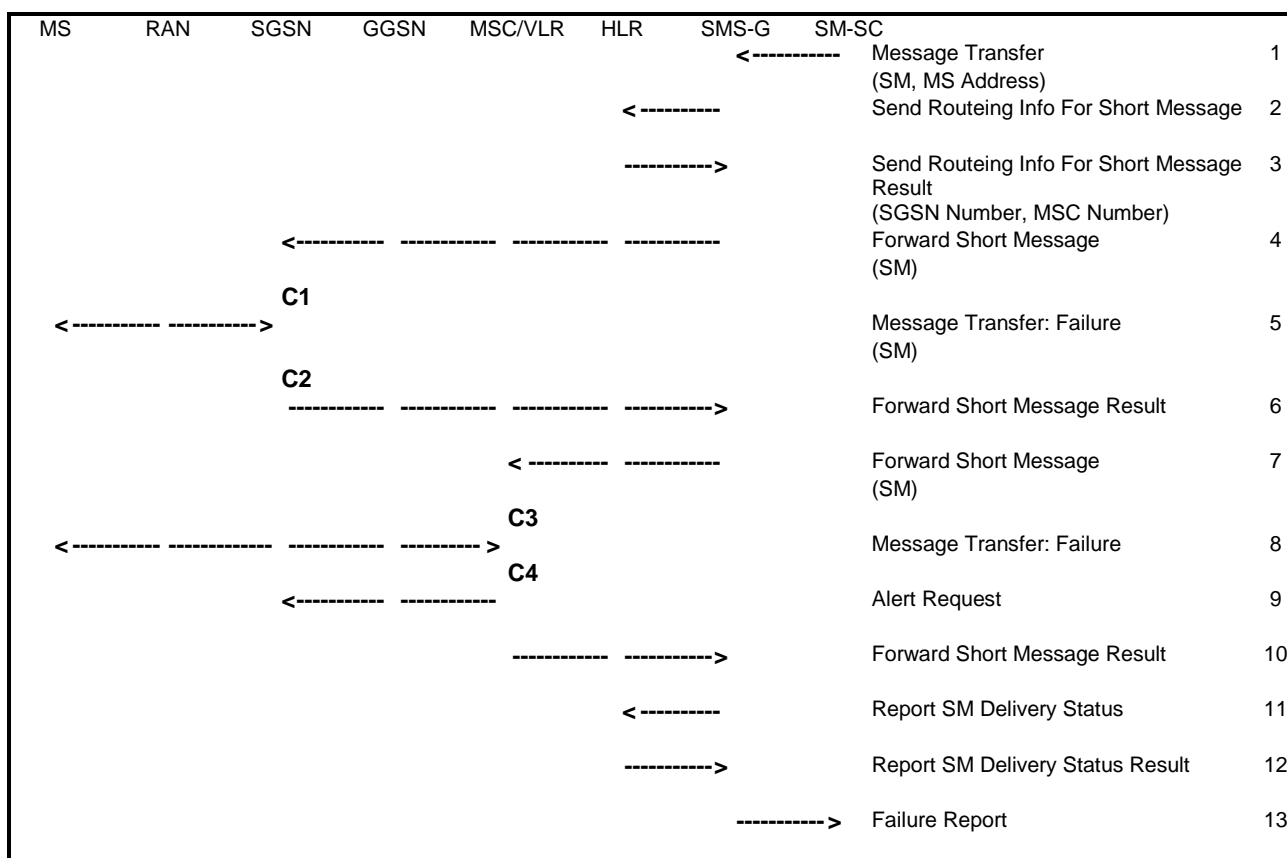 MS RAN SGSN GGSN MSC/VLR HLR SMS-G SM-SC
Message Transfer 1
(SM, MS Address)
Send Routeing Info For Short Message 2
Send Routeing Info For Short Message 3
Result
(SGSN Number, MSC Number)
Forward Short Message 4
(SM)
C1
Message Transfer: Failure 5
(SM)
C2
Forward Short Message Result 6
Forward Short Message 7
(SM)
C3
Message Transfer: Failure 8
C4
Alert Request 9
Forward Short Message Result 10
Report SM Delivery Status 11
Report SM Delivery Status Result 12
Failure Report 13